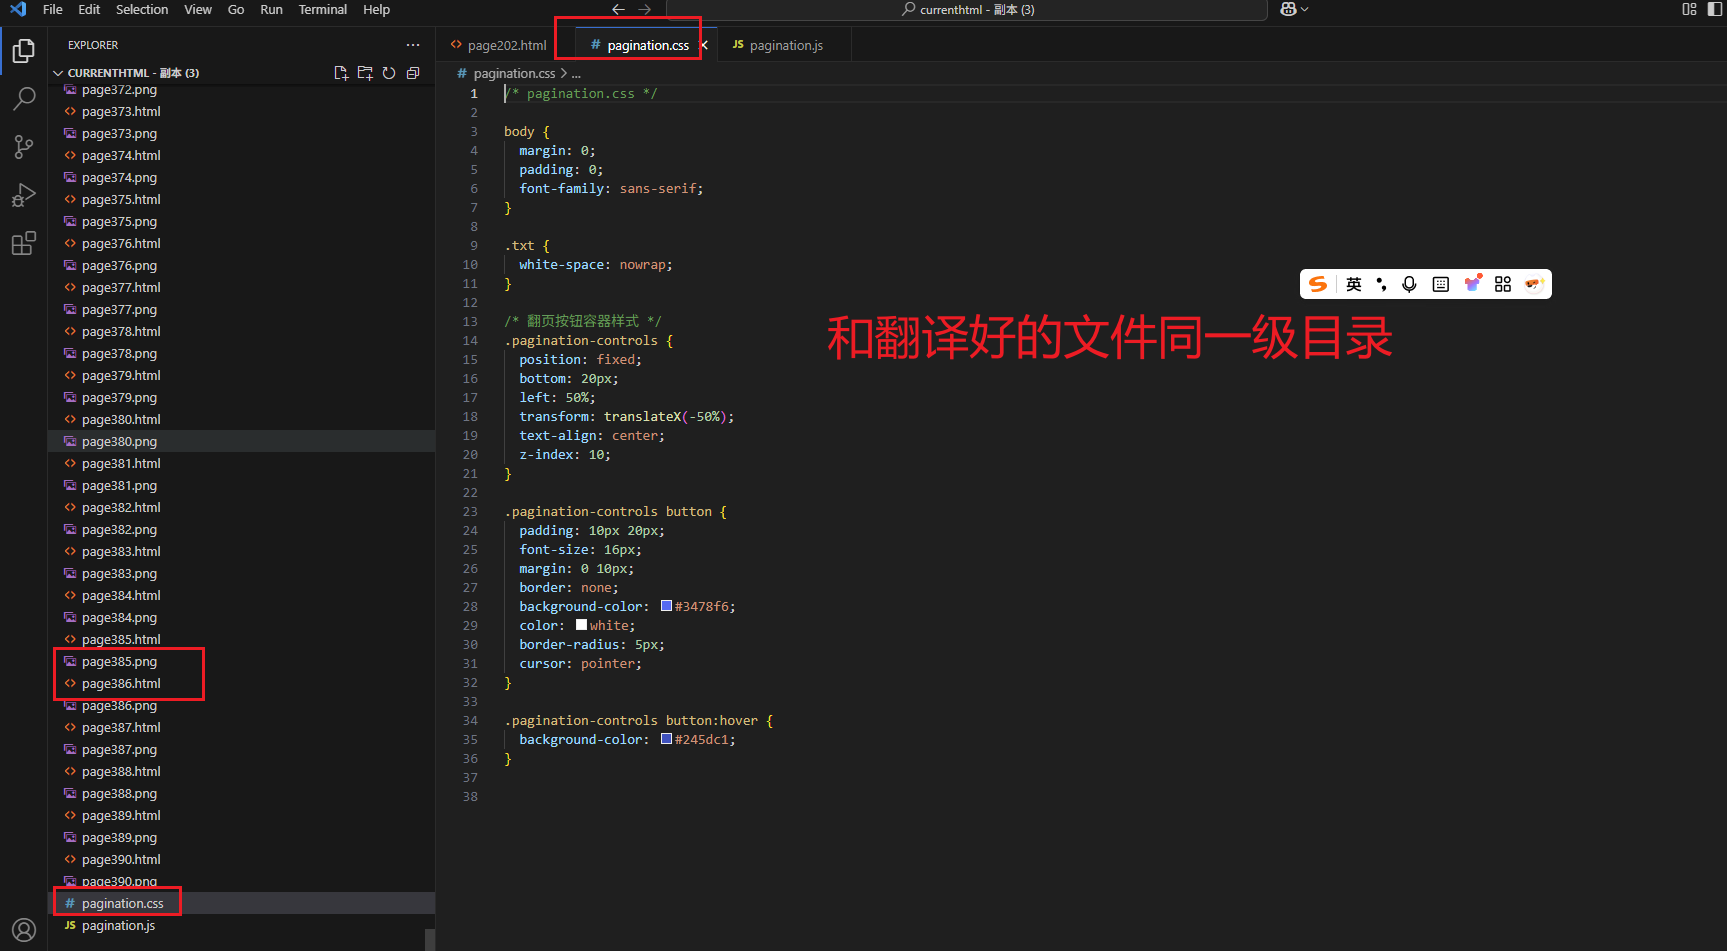 File Edit Selection View Go Run Terminal Help
currenthtml - 副本 (3)
EXPLORER
CURRENTHTML - 副本 (3)
page372.png
page373.html
page373.png
page374.html
page374.png
page375.html
page375.png
page376.html
page376.png
page377.html
page377.png
page378.html
page378.png
page379.html
page379.png
page380.html
page380.png
page381.html
page381.png
page382.html
page382.png
page383.html
page383.png
page384.html
page384.png
page385.html
page385.png
page386.html
page386.png
page387.html
page387.png
page388.html
page388.png
page389.html
page389.png
page390.html
page390.png
# pagination.css
JS pagination.js
page202.html
# pagination.css
JS pagination.js
# pagination.css > ...
1 /* pagination.css */
2
3 body {
4 margin: 0;
5 padding: 0;
6 font-family: sans-serif;
7 }
8
9 .txt {
10 white-space: nowrap;
11 }
12
13 /* 翻页按钮容器样式 */
14 .pagination-controls {
15 position: fixed;
16 bottom: 20px;
17 left: 50%;
18 transform: translateX(-50%);
19 text-align: center;
20 z-index: 10;
21 }
22
23 .pagination-controls button {
24 padding: 10px 20px;
25 font-size: 16px;
26 margin: 0 10px;
27 border: none;
28 background-color: #3478f6;
29 color: white;
30 border-radius: 5px;
31 cursor: pointer;
32 }
33
34 .pagination-controls button:hover {
35 background-color: #245dc1;
36 }
37
38
英
和翻译好的文件同一级目录